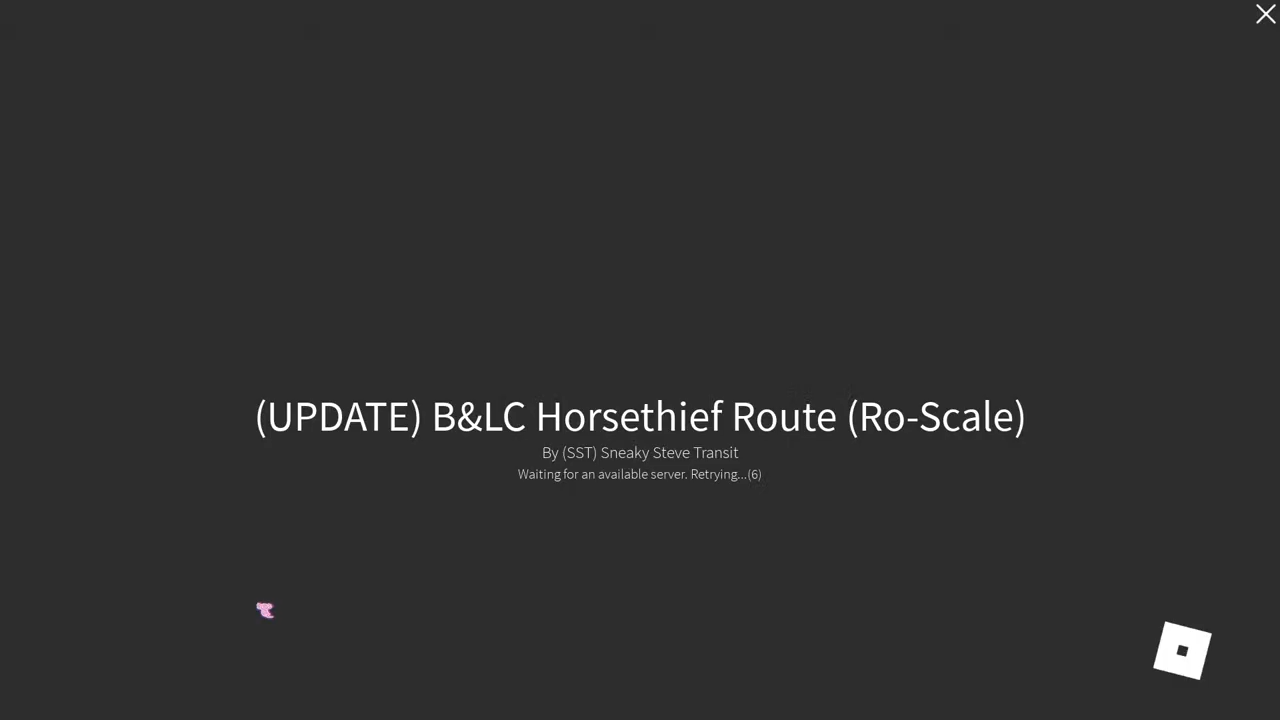 (UPDATE) B&LC Horsethief Route (Ro-Scale)
By (SST) Sneaky Steve Transit
Waiting for an available server. Retrying...(6)